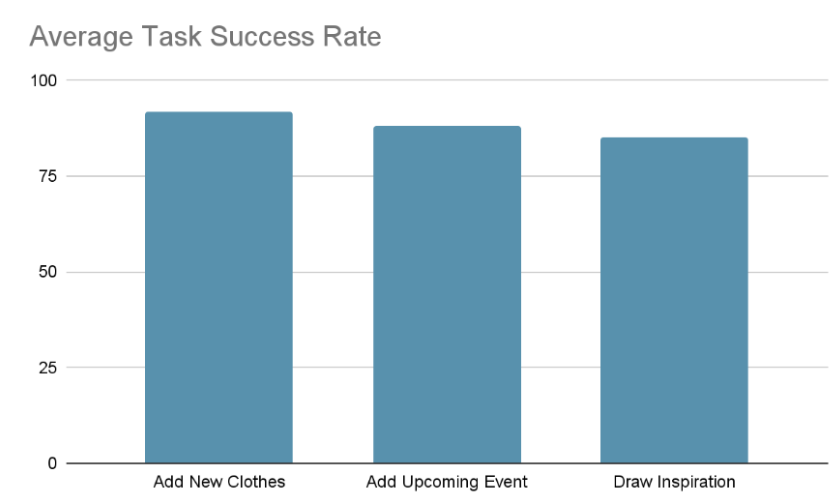 Average Task Success Rate
100
75
50
25
0
Add New Clothes
Add Upcoming Event
Draw Inspiration